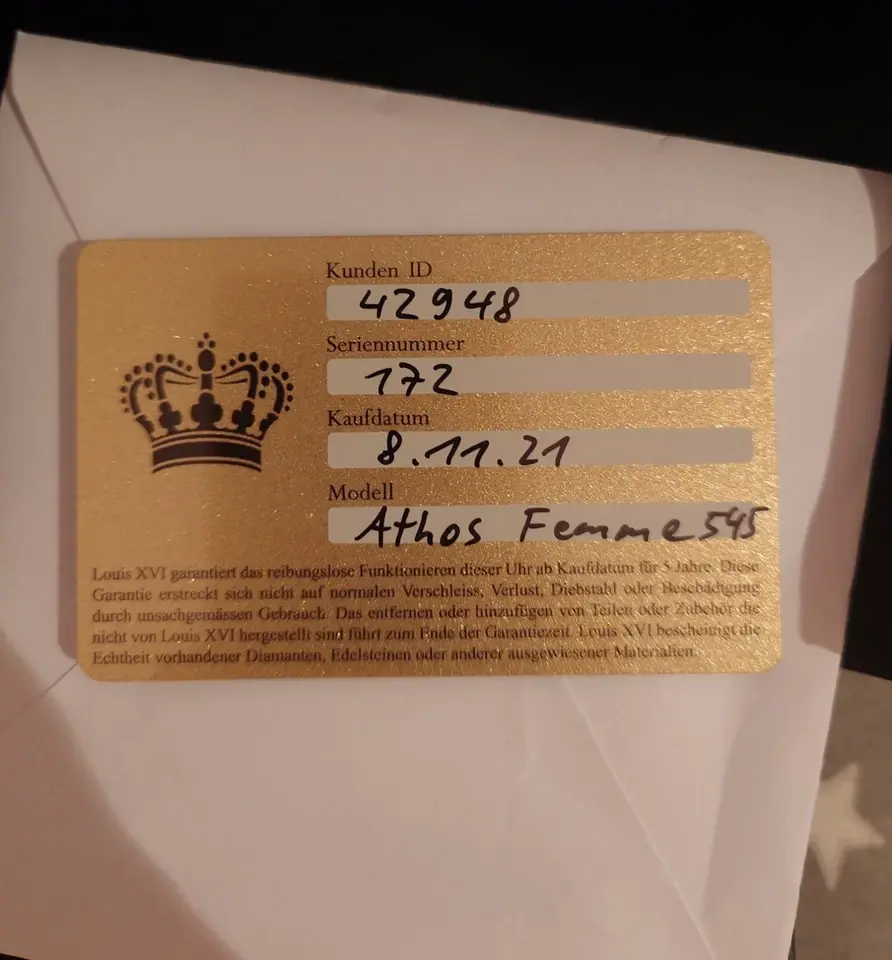 Kunden ID
42948
Seriennummer
172
Kaufdatum
8.11.21
Modell
Athos Femme 545
Louis XVI garantiert das reibungslose Funktionieren dieser Uhr ab Kaufdatum für 5 Jahre. Diese
Garantie erstreckt sich nicht auf normalen Verschleiss, Verlust, Diebstahl oder Beschädigung
durch unsachgemässen Gebrauch. Das entfernen oder hinzufügen von Teilen oder Zubehör die
nicht von Louis XVI hergestellt sind führt zum Ende der Garantiezeit. Louis XVI bescheinigt die
Echtheit vorhandener Diamanten, Edelsteinen oder anderer ausgewiesener Materialien.